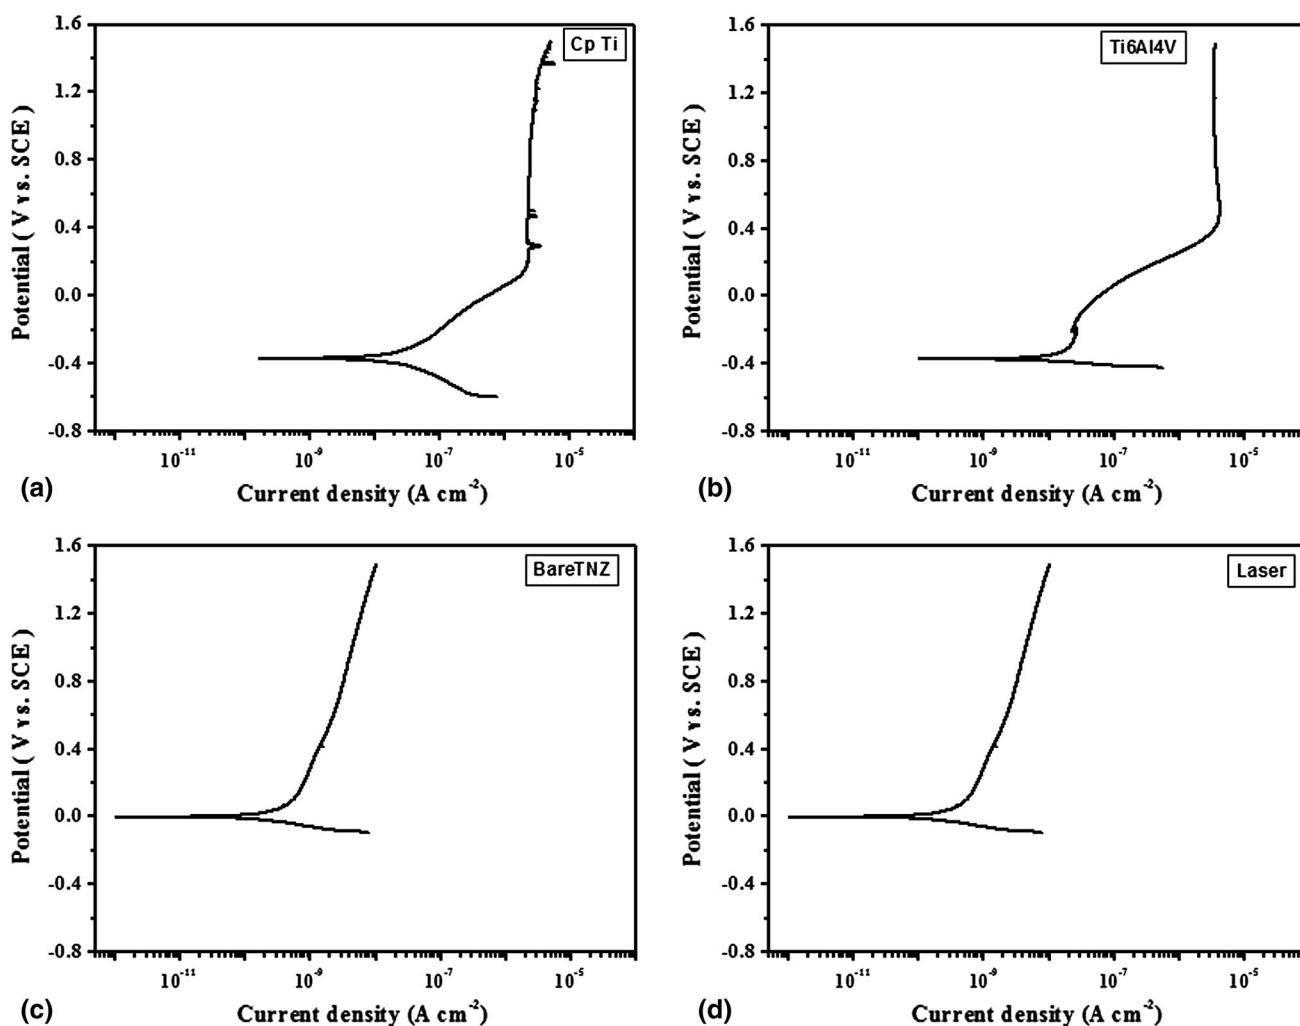 1.6
Cp Ti
1.2
0.8
0.4
0.0
-0.4
-0.8
Potential ( V vs. SCE )
10⁻¹¹ 10⁻⁹ 10⁻⁷ 10⁻⁵
(a)
Current density (A cm⁻²)
1.6
Ti6Al4V
1.2
0.8
0.4
0.0
-0.4
-0.8
Potential ( V vs. SCE )
10⁻¹¹ 10⁻⁹ 10⁻⁷ 10⁻⁵
(b)
Current density (A cm⁻²)
1.6
BareTNZ
1.2
0.8
0.4
0.0
-0.4
-0.8
Potential ( V vs. SCE )
10⁻¹¹ 10⁻⁹ 10⁻⁷ 10⁻⁵
(c)
Current density (A cm⁻²)
1.6
Laser
1.2
0.8
0.4
0.0
-0.4
-0.8
Potential ( V vs. SCE)
10⁻¹¹ 10⁻⁹ 10⁻⁷ 10⁻⁵
(d)
Current density (A cm⁻²)